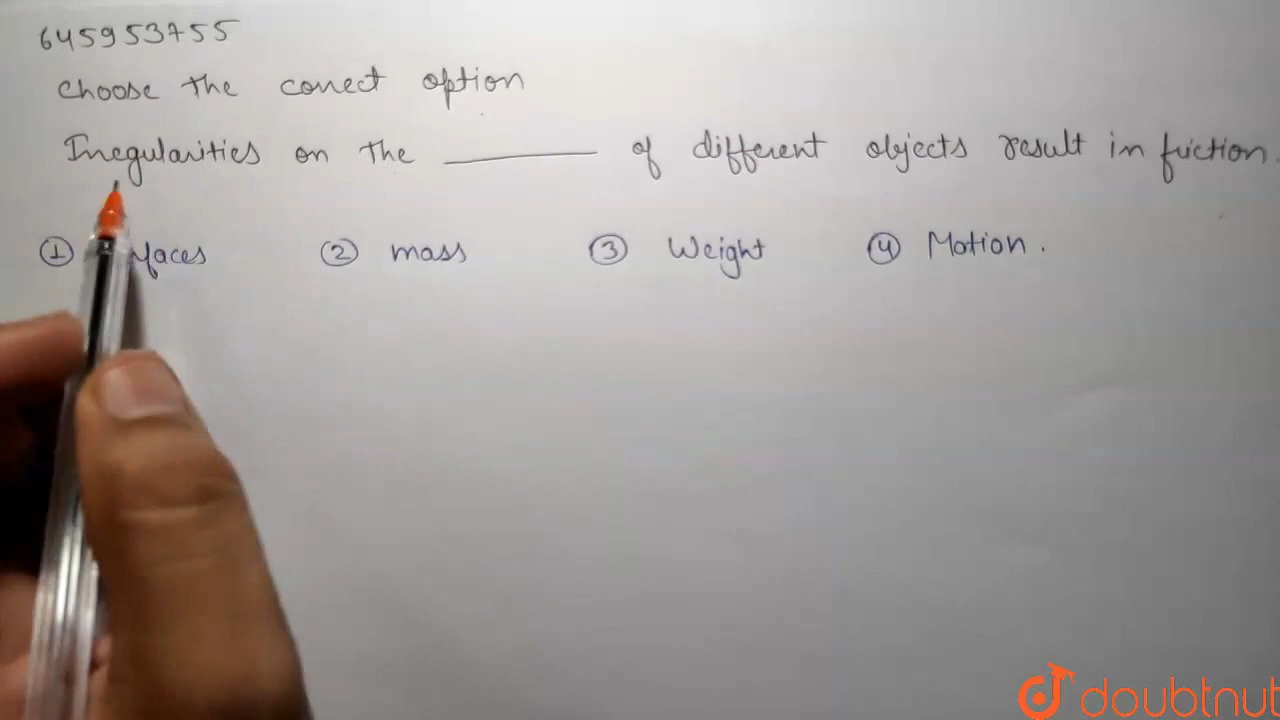 645953755
Choose the correct option
Irregularities on the ________ of different objects result in friction.
① faces ② mass ③ Weight ④ Motion.
doubtnut